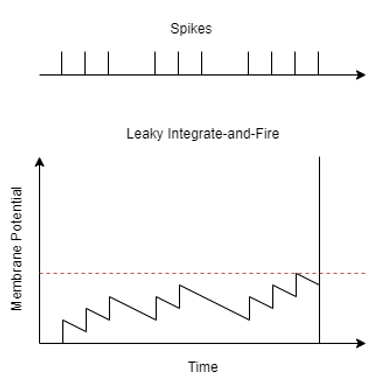 Spikes
Leaky Integrate-and-Fire
Membrane Potential
Time